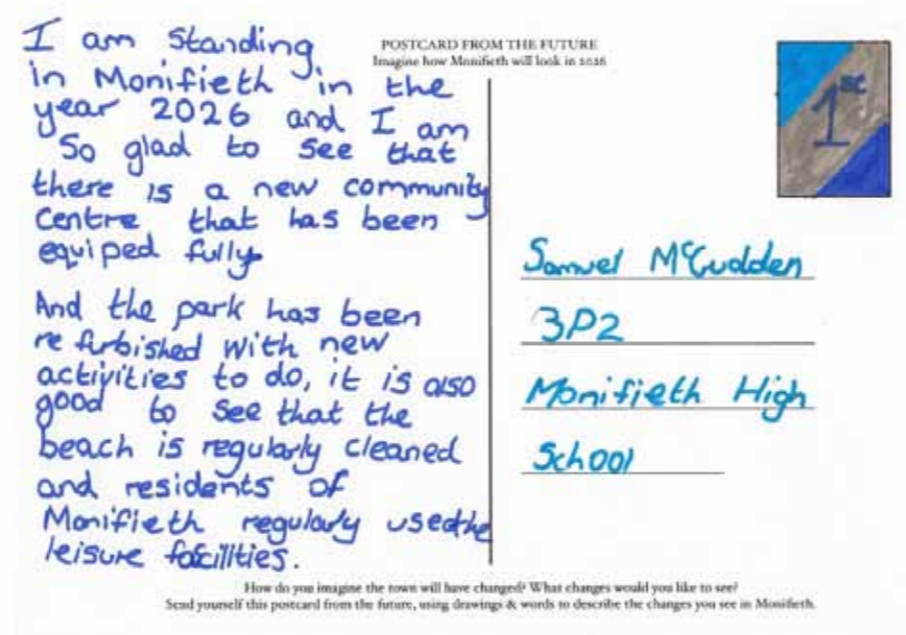 I am standing
in Monifieth in the
year 2026 and I am
So glad to see that
there is a new community
Centre that has been
equiped fully.
And the park has been
refurbished with new
activities to do, it is also
good to see that the
beach is regularly cleaned
and residents of
Monifieth regularly use the
leisure facilities.
POSTCARD FROM THE FUTURE
Imagine how Monifieth will look in 2026
1st
Samuel McCudden
3P2
Monifieth High
School
How do you imagine the town will have changed? What changes would you like to see?
Send yourself this postcard from the future, using drawings & words to describe the changes you see in Monifieth.